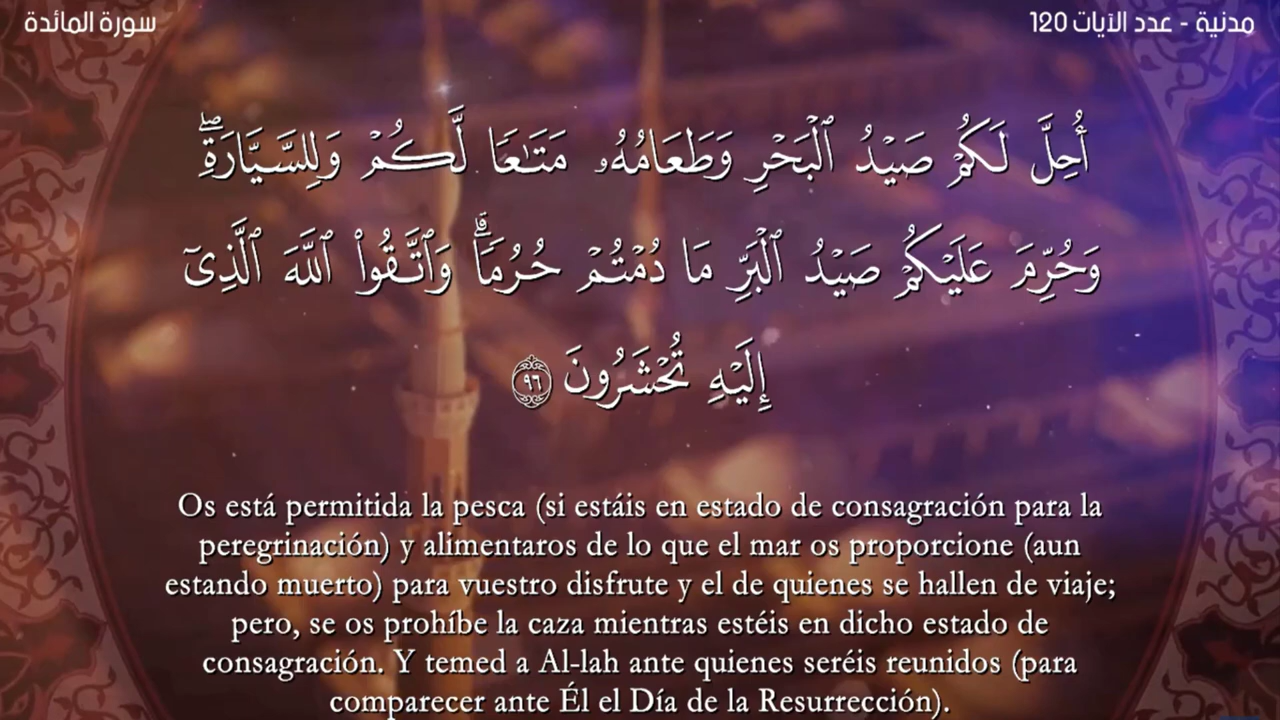 مدنية - عدد الآيات 120
سورة المائدة
أُحِلَّ لَكُمْ صَيْدُ ٱلْبَحْرِ وَطَعَامُهُۥ مَتَـٰعًا لَّكُمْ وَلِلسَّيَّارَةِۖ
وَحُرِّمَ عَلَيْكُمْ صَيْدُ ٱلْبَرِّ مَا دُمْتُمْ حُرُمًاۗ وَٱتَّقُوا۟ ٱللَّهَ ٱلَّذِىٓ
إِلَيْهِ تُحْشَرُونَ ٩٦
Os está permitida la pesca (si estáis en estado de consagración para la
peregrinación) y alimentaros de lo que el mar os proporcione (aun
estando muerto) para vuestro disfrute y el de quienes se hallen de viaje;
pero, se os prohíbe la caza mientras estéis en dicho estado de
consagración. Y temed a Al-lah ante quienes seréis reunidos (para
comparecer ante Él el Día de la Resurrección).